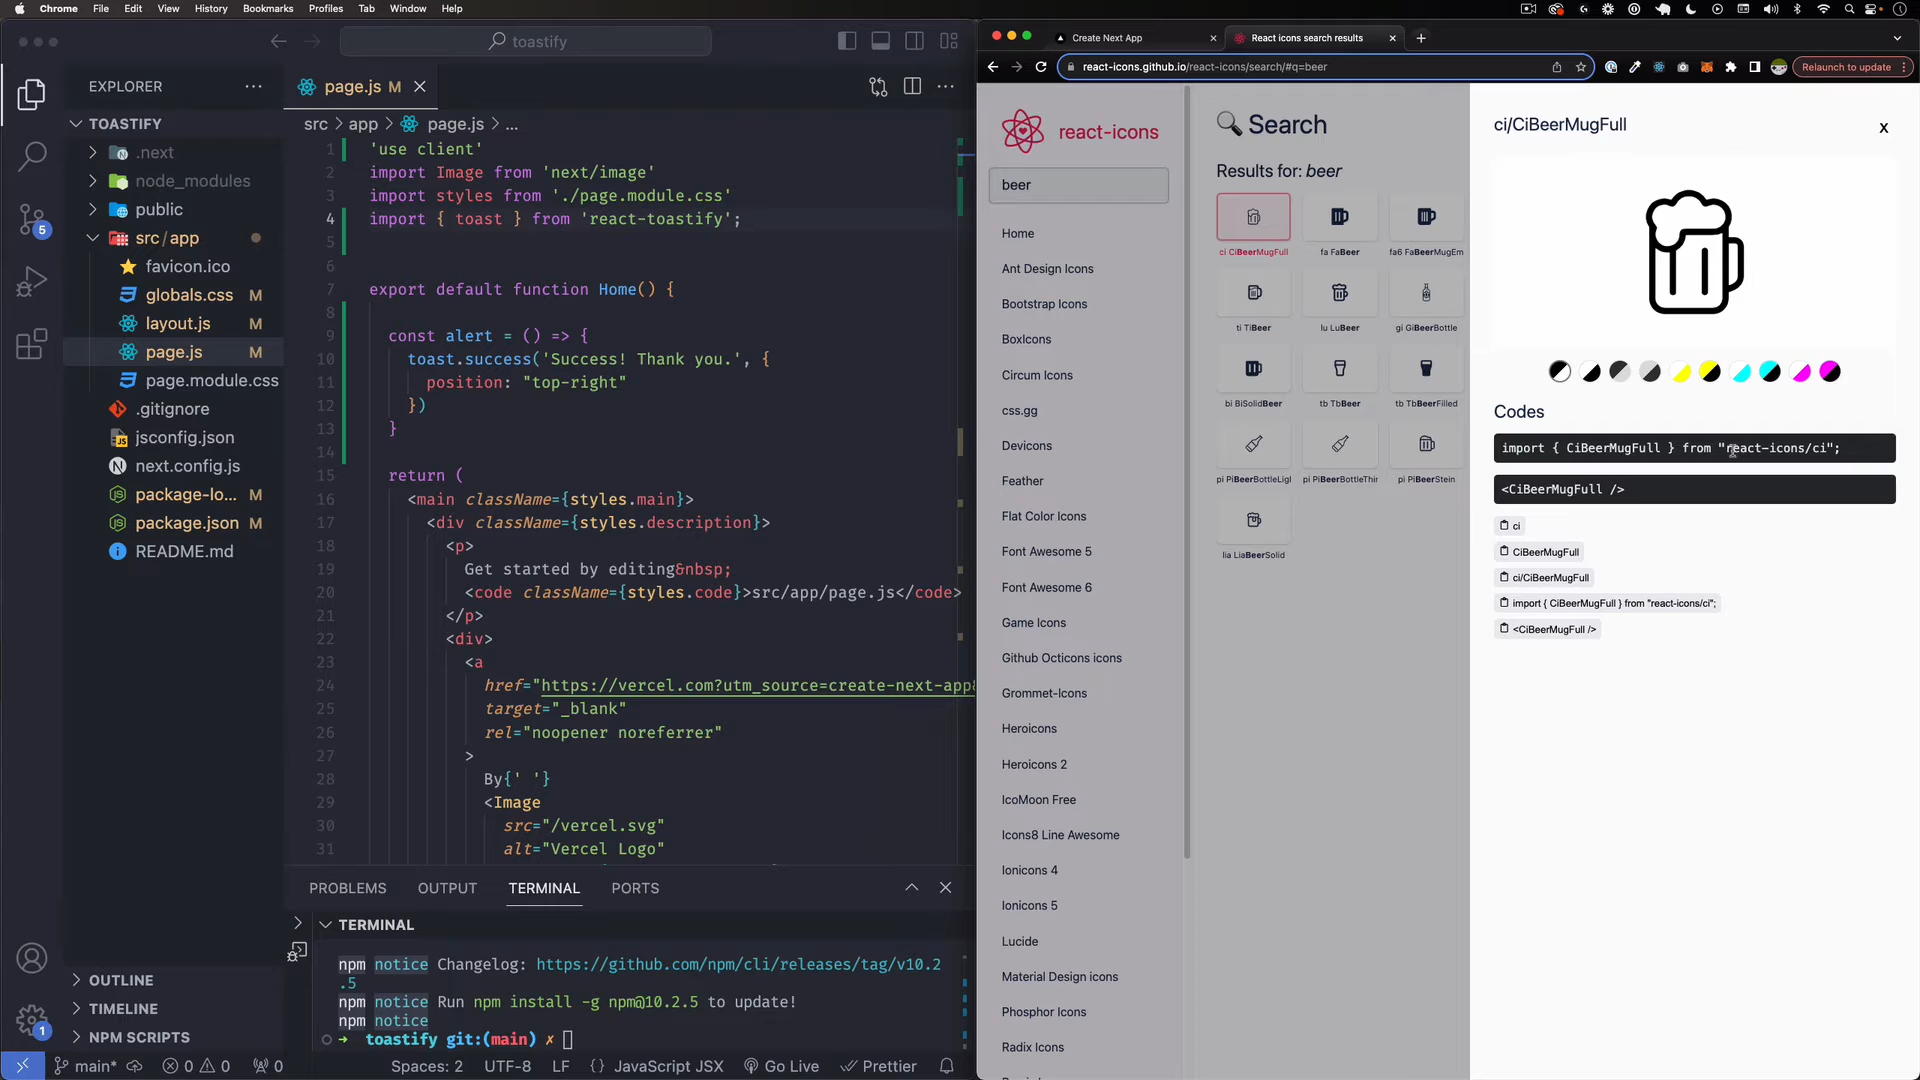 Chrome File Edit View History Bookmarks Profiles Tab Window Help
toastify
EXPLORER
TOASTIFY
.next
node_modules
public
src/app
favicon.ico
globals.css M
layout.js M
page.js M
page.module.css
.gitignore
jsconfig.json
next.config.js
package-lo... M
package.json M
README.md
OUTLINE
TIMELINE
NPM SCRIPTS
5
1
page.js M
src > app > page.js > ...
1 'use client'
2 import Image from 'next/image'
3 import styles from './page.module.css'
4 import { toast } from 'react-toastify';
5
6
7 export default function Home() {
8
9 const alert = () => {
10 toast.success('Success! Thank you.', {
11 position: "top-right"
12 })
13 }
14
15 return (
16 <main className={styles.main}>
17 <div className={styles.description}>
18 <p>
19 Get started by editing&nbsp;
20 <code className={styles.code}>src/app/page.js</code>
21 </p>
22 <div>
23 <a
24 href="https://vercel.com?utm_source=create-next-app&
25 target="_blank"
26 rel="noopener noreferrer"
27 >
28 By{' '}
29 <Image
30 src="/vercel.svg"
31 alt="Vercel Logo"
PROBLEMS OUTPUT TERMINAL PORTS
TERMINAL
npm notice Changelog: https://github.com/npm/cli/releases/tag/v10.2
.5
npm notice Run npm install -g npm@10.2.5 to update!
npm notice
toastify git:(main) ✗
main* 0 0 0 Spaces: 2 UTF-8 LF {} JavaScript JSX Go Live Prettier
Create Next App
React icons search results
react-icons.github.io/react-icons/search/#q=beer
Relaunch to update
react-icons
beer
Home
Ant Design Icons
Bootstrap Icons
BoxIcons
Circum Icons
css.gg
Devicons
Feather
Flat Color Icons
Font Awesome 5
Font Awesome 6
Game Icons
Github Octicons icons
Grommet-Icons
Heroicons
Heroicons 2
IcoMoon Free
Icons8 Line Awesome
Ionicons 4
Ionicons 5
Lucide
Material Design icons
Phosphor Icons
Radix Icons
Search
Results for: beer
ci CiBeerMugFull fa FaBeer fa6 FaBeerMugEm
ti TiBeer lu LuBeer gi GiBeerBottle
bi BiSolidBeer tb TbBeer tb TbBeerFilled
pi PiBeerBottleLigl pi PiBeerBottleThir pi PiBeerStein
lia LiaBeerSolid
ci/CiBeerMugFull
x
Codes
import { CiBeerMugFull } from "react-icons/ci";
<CiBeerMugFull />
ci
CiBeerMugFull
ci/CiBeerMugFull
import { CiBeerMugFull } from "react-icons/ci";
<CiBeerMugFull />